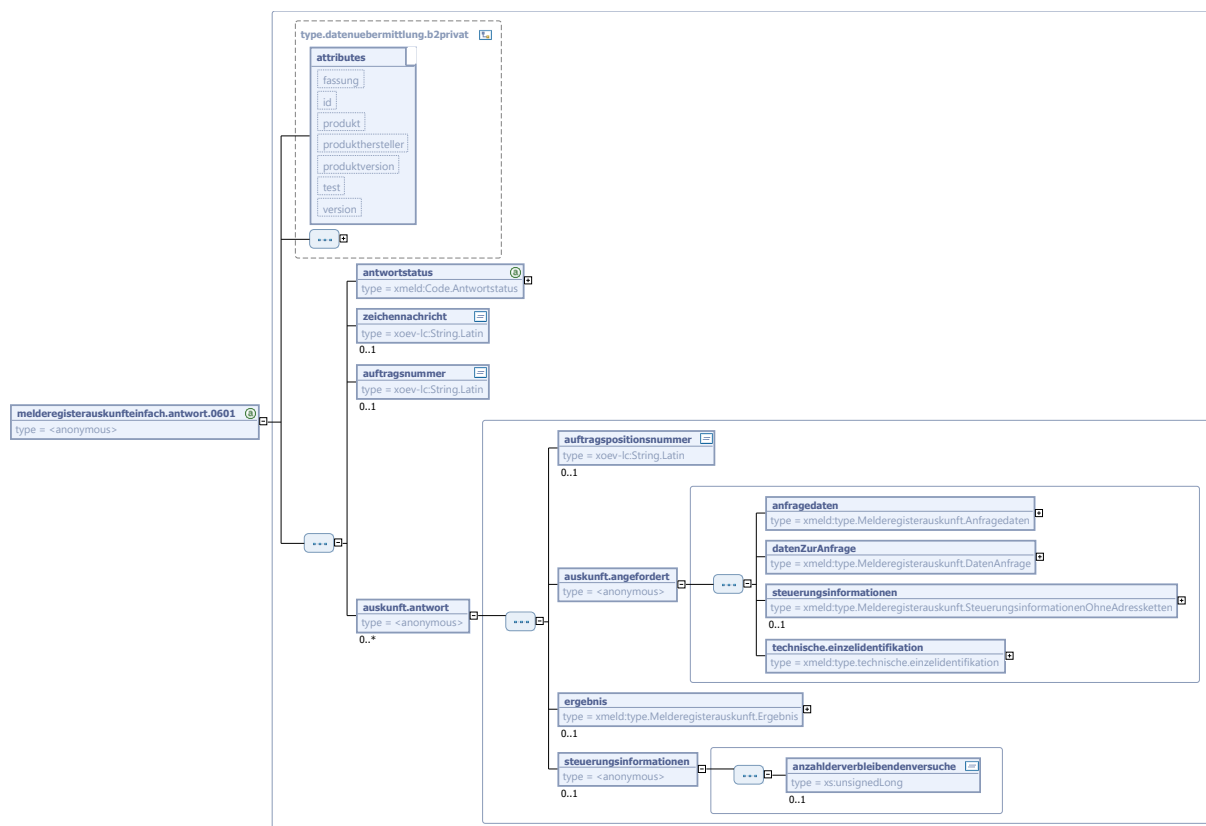 type.datenuebermittlung.b2privat
attributes
fassung
id
produkt
produkthersteller
produktversion
test
version
antwortstatus
type = xmeld:Code.Antwortstatus
zeichennachricht
type = xoev-lc:String.Latin
0..1
auftragsnummer
type = xoev-lc:String.Latin
0..1
melderegisterauskunfteinfach.antwort.0601
type = <anonymous>
auskunft.antwort
type = <anonymous>
0..*
auftragspositionsnummer
type = xoev-lc:String.Latin
0..1
auskunft.angefordert
type = <anonymous>
anfragedaten
type = xmeld:type.Melderegisterauskunft.Anfragedaten
datenZurAnfrage
type = xmeld:type.Melderegisterauskunft.DatenAnfrage
steuerungsinformationen
type = xmeld:type.Melderegisterauskunft.SteuerungsinformationenOhneAdressketten
0..1
technische.einzelidentifikation
type = xmeld:type.technische.einzelidentifikation
ergebnis
type = xmeld:type.Melderegisterauskunft.Ergebnis
0..1
steuerungsinformationen
type = <anonymous>
0..1
anzahlderverbleibendenversuche
type = xs:unsignedLong
0..1